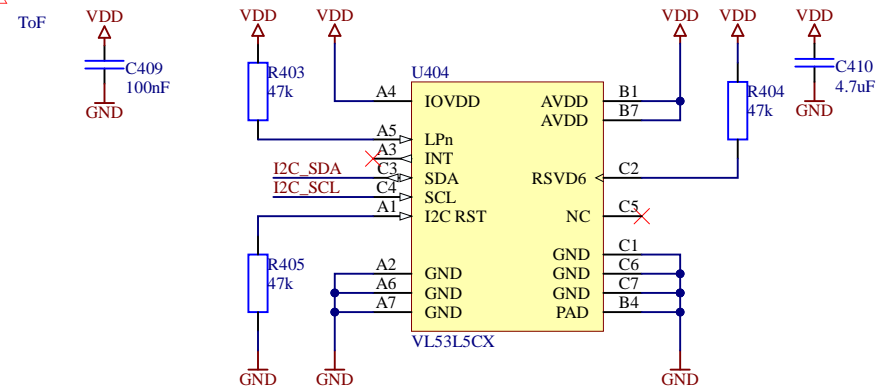 ToF
VDD
VDD
VDD
VDD
VDD
VDD
C409
100nF
GND
R403
47k
U404
R404
47k
C410
4.7uF
GND
A4
IOVDD
AVDD
B1
AVDD
B7
A5
LPn
A3
INT
I2C_SDA
C3
SDA
RSVD6
C2
I2C_SCL
C4
SCL
A1
I2C RST
NC
C5
R405
47k
A2
GND
A6
GND
A7
GND
GND
C1
GND
C6
GND
C7
PAD
B4
VL53L5CX
GND
GND
GND